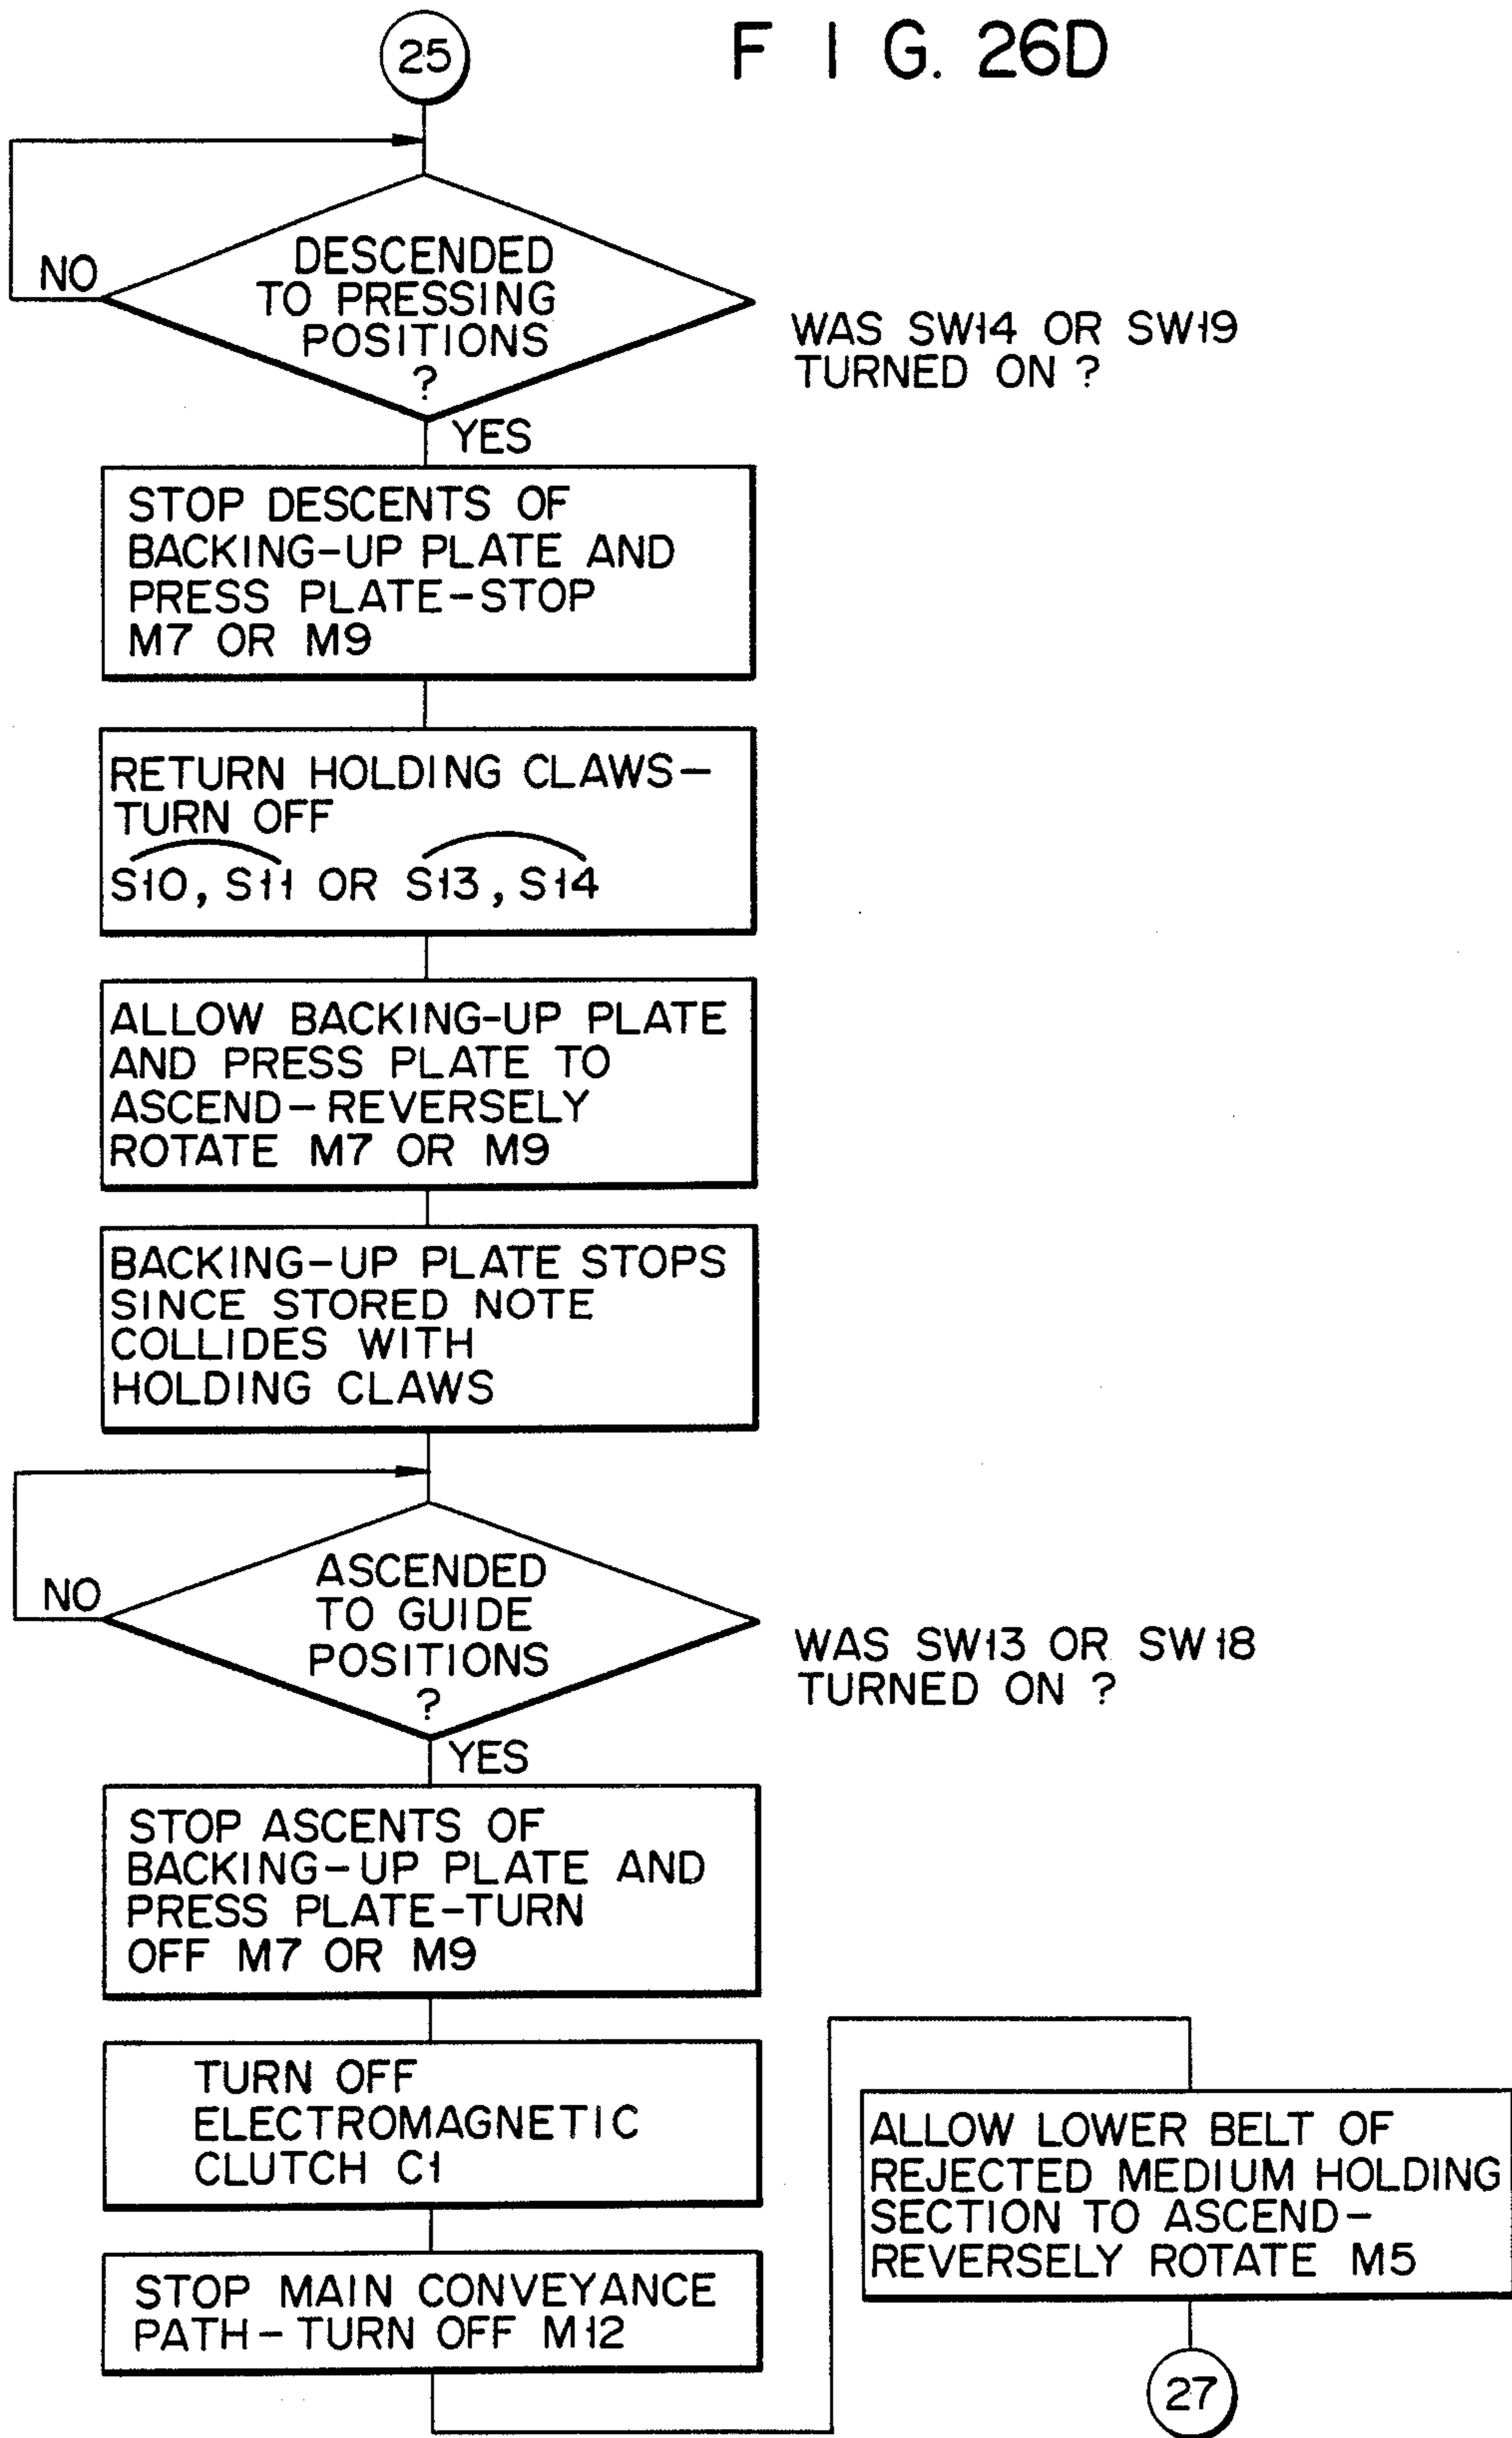 25
F I G. 26D
DESCENDED
TO PRESSING
POSITIONS
?
NO
WAS SW14 OR SW19
TURNED ON ?
YES
STOP DESCENTS OF
BACKING-UP PLATE AND
PRESS PLATE-STOP
M7 OR M9
RETURN HOLDING CLAWS-
TURN OFF
S10, S11 OR S13, S14
ALLOW BACKING-UP PLATE
AND PRESS PLATE TO
ASCEND-REVERSELY
ROTATE M7 OR M9
BACKING-UP PLATE STOPS
SINCE STORED NOTE
COLLIDES WITH
HOLDING CLAWS
ASCENDED
TO GUIDE
POSITIONS
?
NO
WAS SW13 OR SW18
TURNED ON ?
YES
STOP ASCENTS OF
BACKING-UP PLATE AND
PRESS PLATE-TURN
OFF M7 OR M9
TURN OFF
ELECTROMAGNETIC
CLUTCH C1
STOP MAIN CONVEYANCE
PATH-TURN OFF M12
ALLOW LOWER BELT OF
REJECTED MEDIUM HOLDING
SECTION TO ASCEND-
REVERSELY ROTATE M5
27